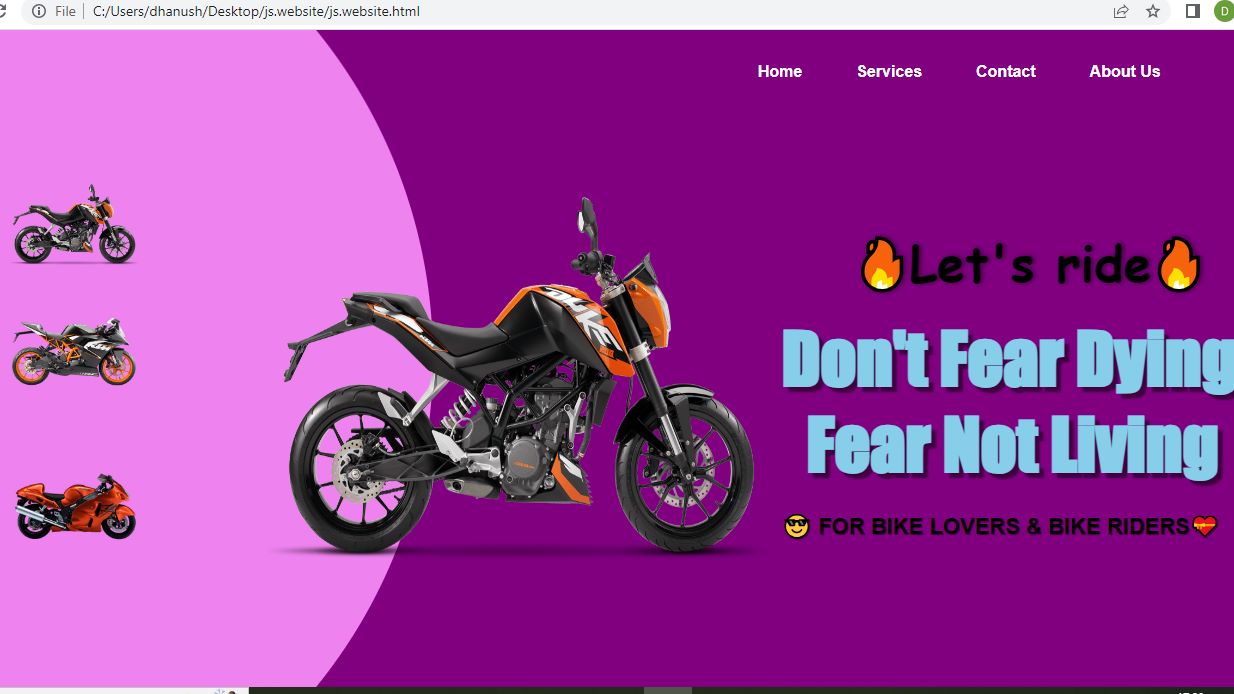 File C:/Users/dhanush/Desktop/js.website/js.website.html
D
Home Services Contact About Us
🔥Let's ride🔥
Don't Fear Dying
Fear Not Living
😎 FOR BIKE LOVERS & BIKE RIDERS💝
DUKE